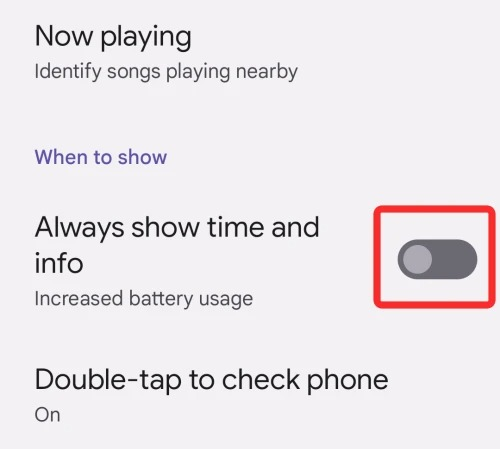 Now playing
Identify songs playing nearby
When to show
Always show time and
info
Increased battery usage
Double-tap to check phone
On